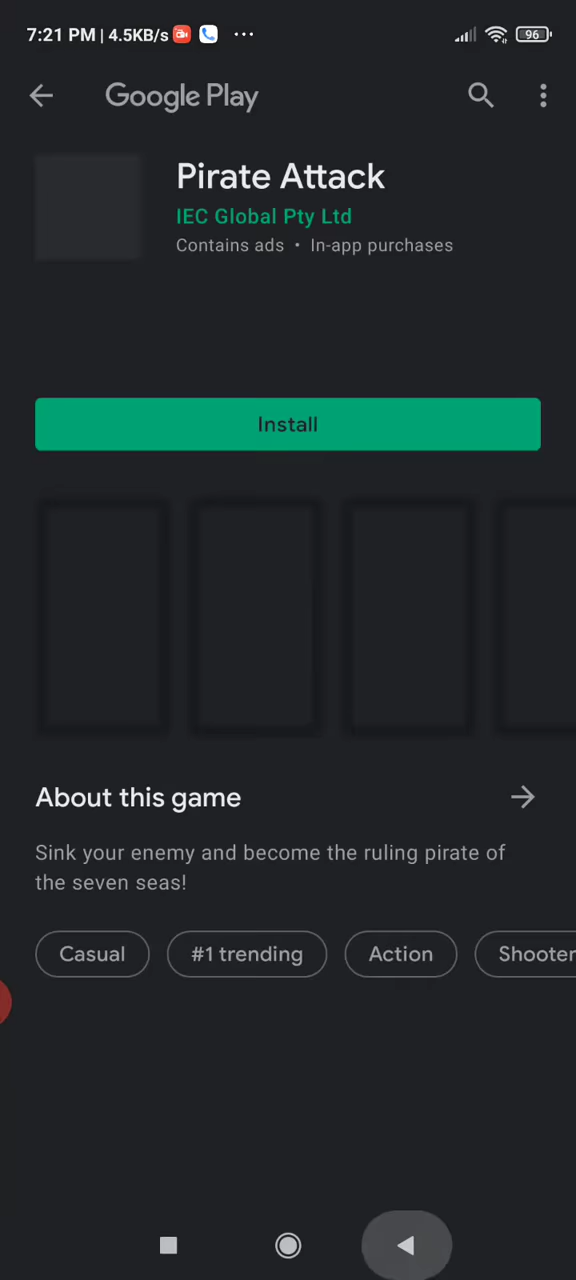 7:21 PM | 4.5KB/s ... 96
Google Play
Pirate Attack
IEC Global Pty Ltd
Contains ads • In-app purchases
Install
About this game
Sink your enemy and become the ruling pirate of
the seven seas!
Casual #1 trending Action Shooter